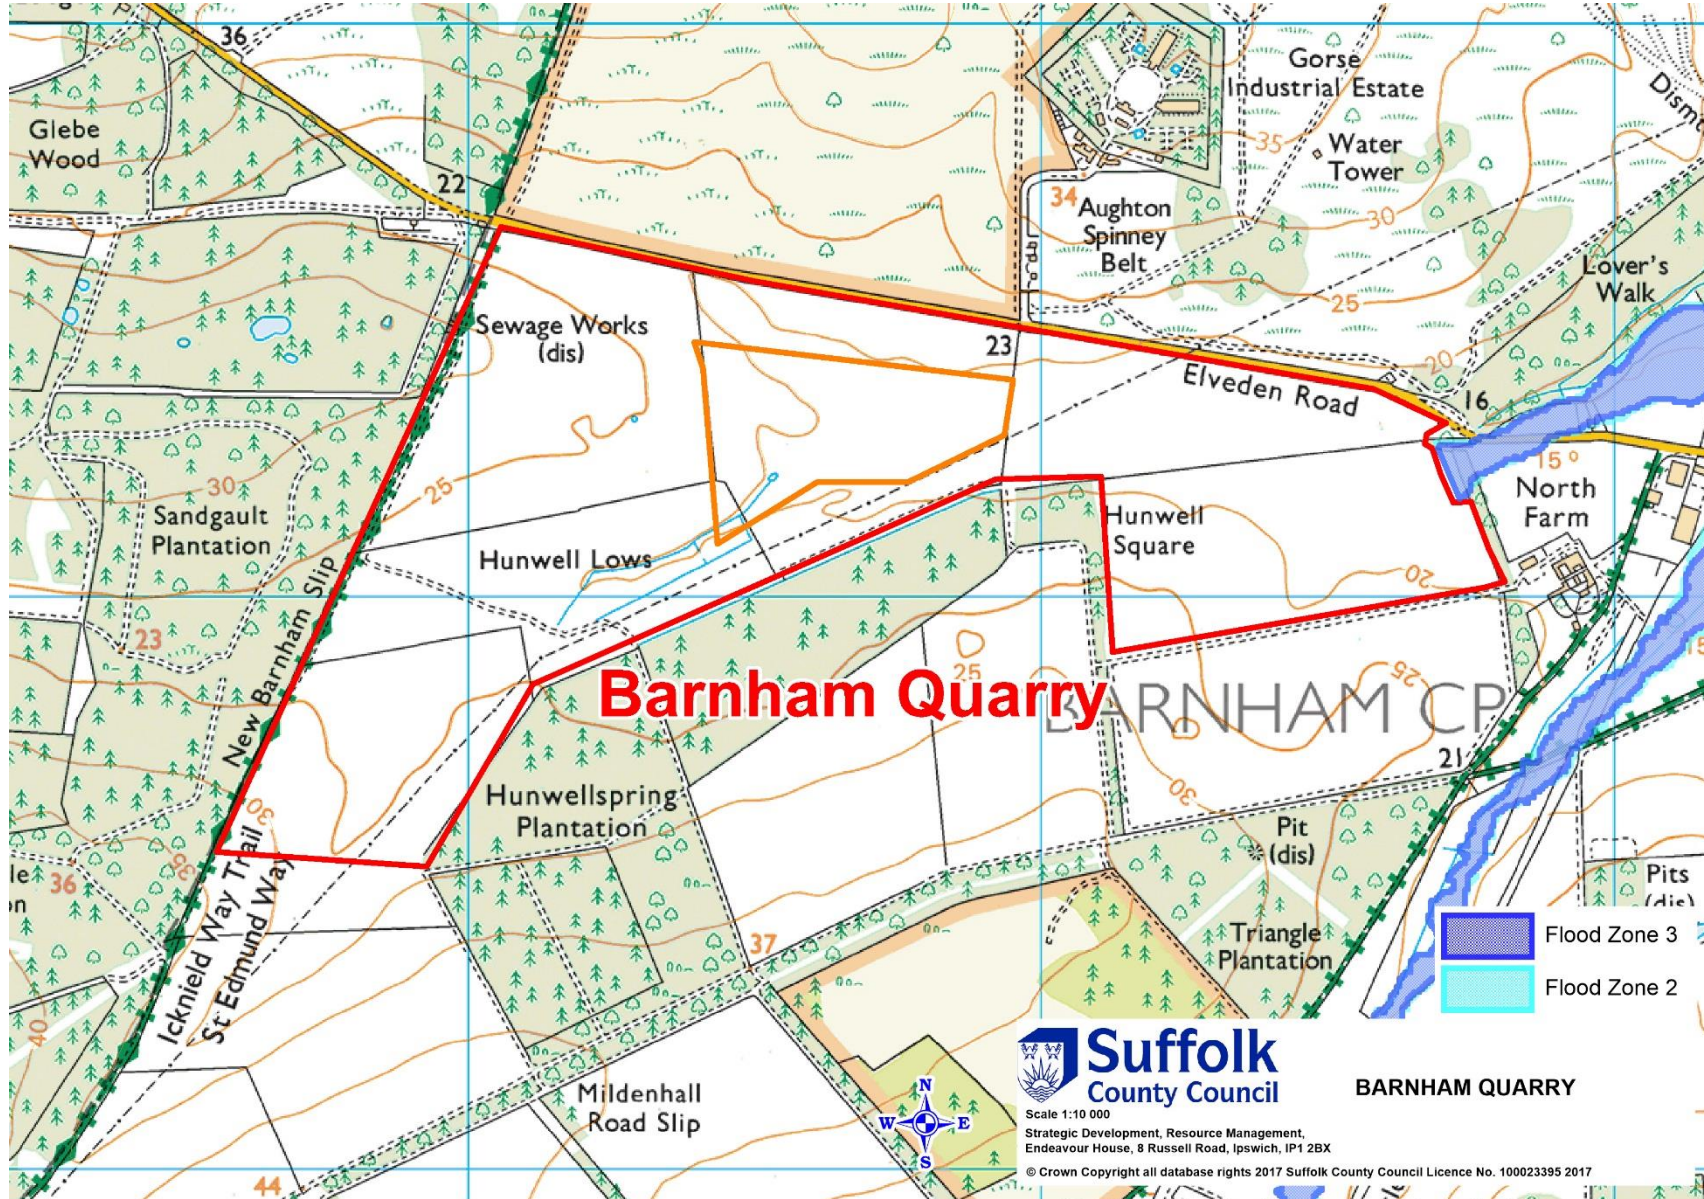 36
Glebe
Wood
22
Gorse
Industrial Estate
35
Water
Tower
34
Aughton
Spinney
Belt
30
Lover's
Walk
25
Sewage Works
(dis)
23
20
Elveden Road
16
30
25
15
North
Farm
Sandgault
Plantation
Hunwell
Square
Hunwell Lows
20
23
New Barnham Slip
25
Barnham Quarry
BARNHAM CP
25
21
30
Hunwellspring
Plantation
30
35
36
Pit
(dis)
Pits
(dis)
Icknield Way Trail
St Edmund Way
37
Triangle
Plantation
Flood Zone 3
Flood Zone 2
40
Mildenhall
Road Slip
44
N
W
E
S
Suffolk
County Council
BARNHAM QUARRY
Scale 1:10 000
Strategic Development, Resource Management,
Endeavour House, 8 Russell Road, Ipswich, IP1 2BX
© Crown Copyright all database rights 2017 Suffolk County Council Licence No. 100023395 2017